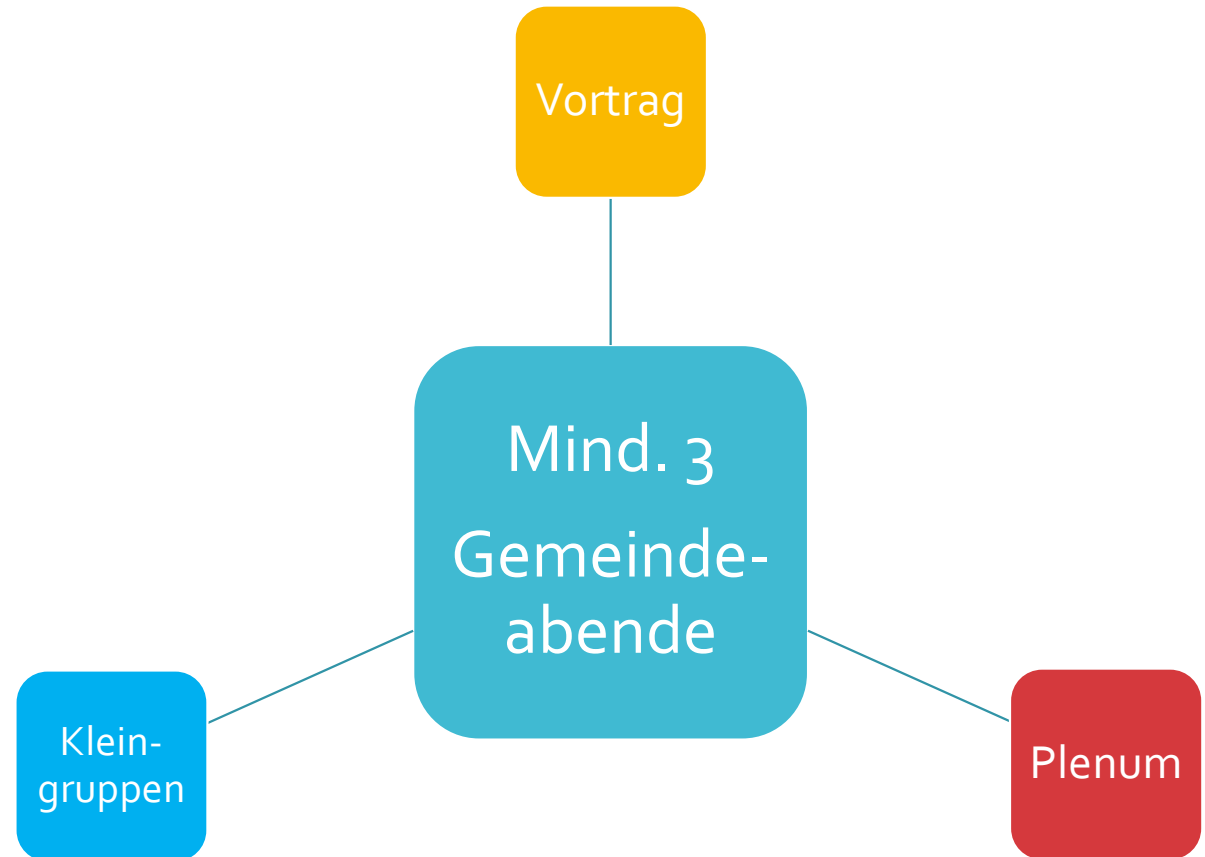 Vortrag
Mind. 3
Gemeinde-
abende
Klein-
gruppen
Plenum